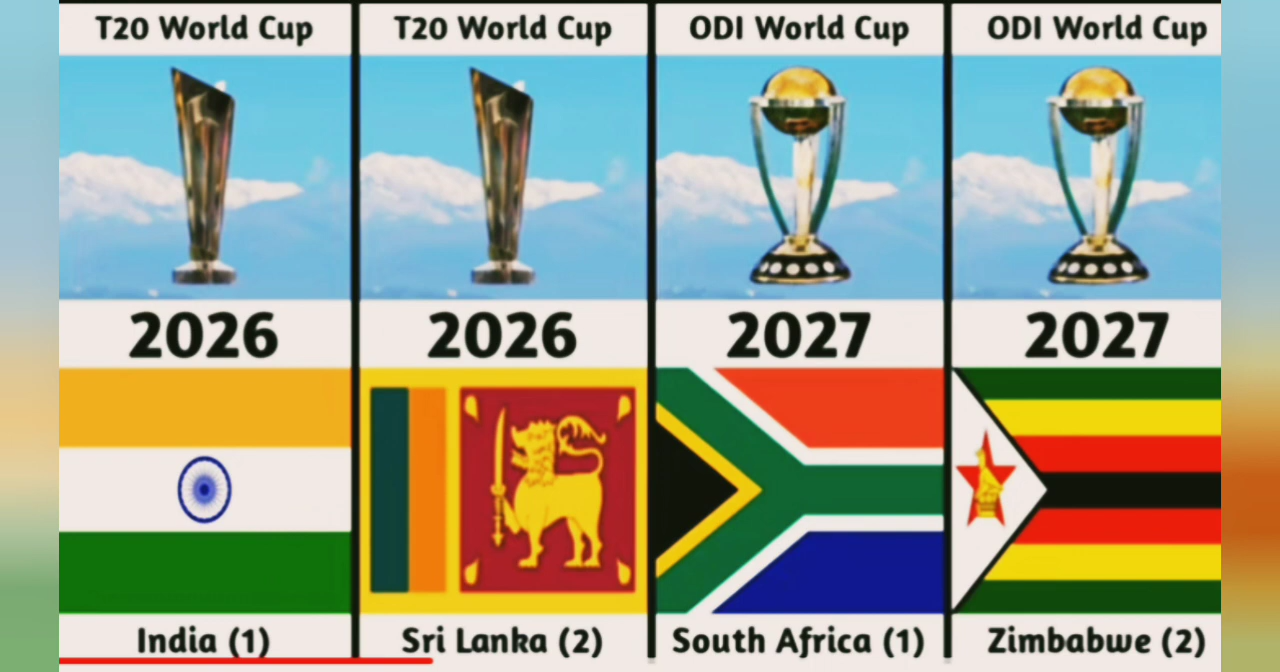 T20 World Cup
2026
India (1)
T20 World Cup
2026
Sri Lanka (2)
ODI World Cup
2027
South Africa (1)
ODI World Cup
2027
Zimbabwe (2)